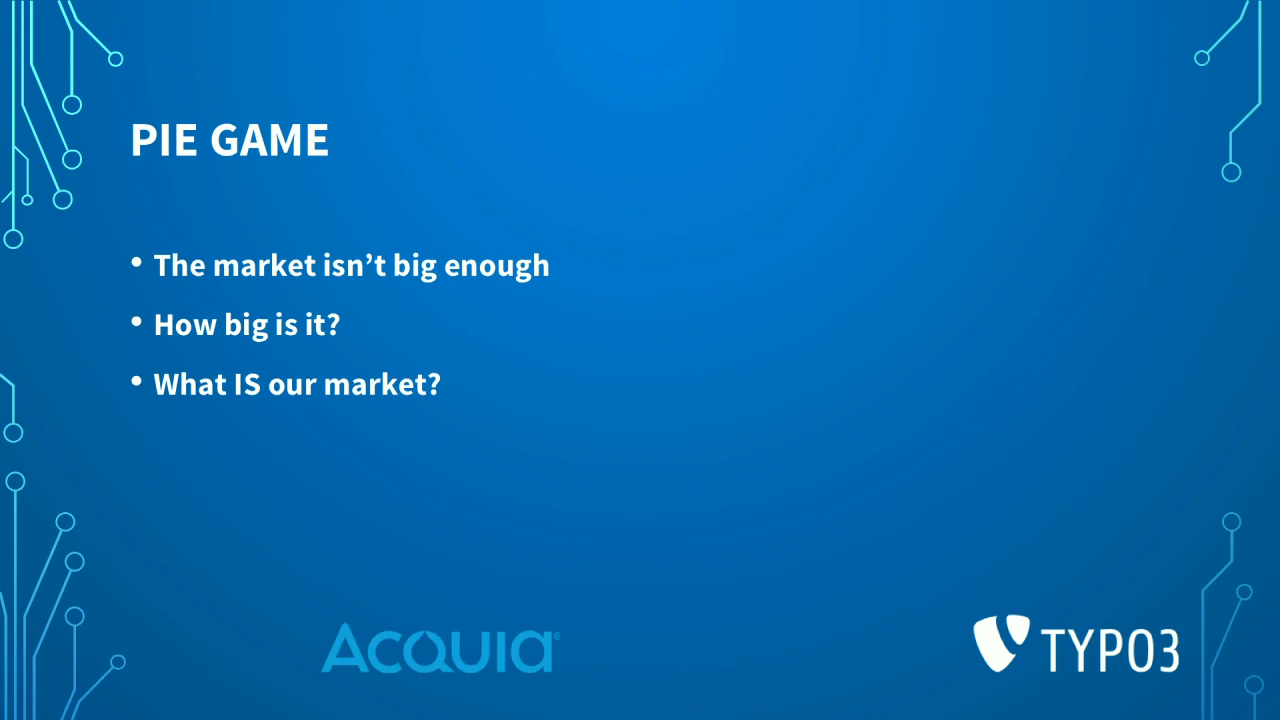 PIE GAME
• The market isn’t big enough
• How big is it?
• What IS our market?
ACQUIA®
TYPO3